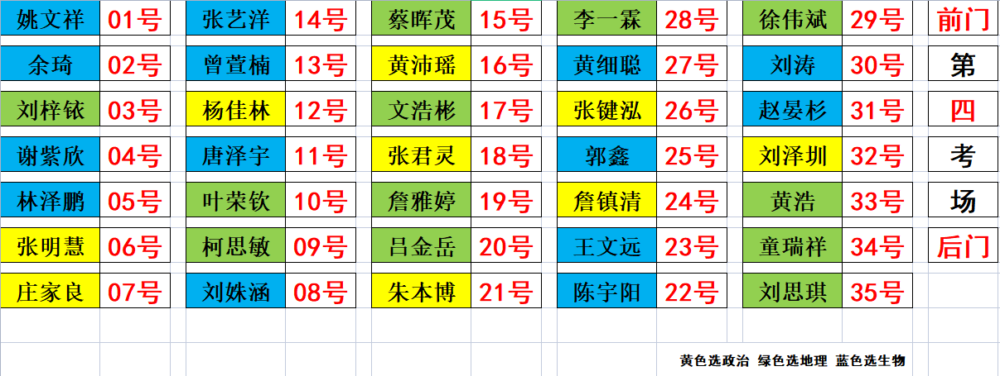 姚文祥 01号 张艺洋 14号 蔡晖茂 15号 李一霖 28号 徐伟斌 29号 前门
余琦 02号 曾萱楠 13号 黄沛瑶 16号 黄细聪 27号 刘涛 30号 第
刘梓铱 03号 杨佳林 12号 文浩彬 17号 张键泓 26号 赵晏杉 31号 四
谢紫欣 04号 唐泽宇 11号 张君灵 18号 郭鑫 25号 刘泽圳 32号 考
林泽鹏 05号 叶荣钦 10号 詹雅婷 19号 詹镇清 24号 黄浩 33号 场
张明慧 06号 柯思敏 09号 吕金岳 20号 王文远 23号 童瑞祥 34号 后门
庄家良 07号 刘姝涵 08号 朱本博 21号 陈宇阳 22号 刘思琪 35号
黄色选政治 绿色选地理 蓝色选生物